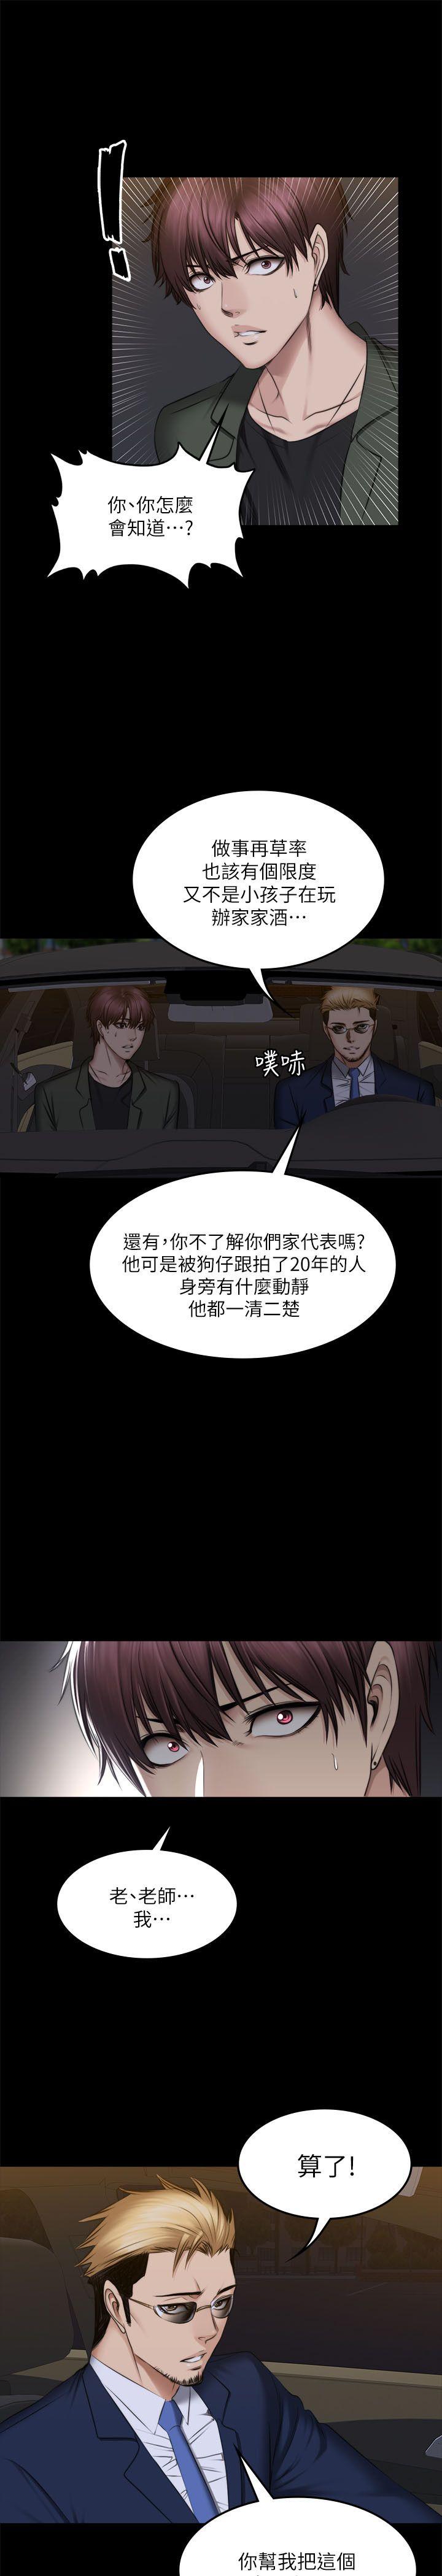 你、你怎麼
會知道…?
做事再草率
也該有個限度
又不是小孩子在玩
辦家家酒…
噗哧
還有,你不了解你們家代表嗎?
他可是被狗仔跟拍了20年的人
身旁有什麼動靜
他都一清二楚
老、老師…
我…
算了!
你幫我把這個